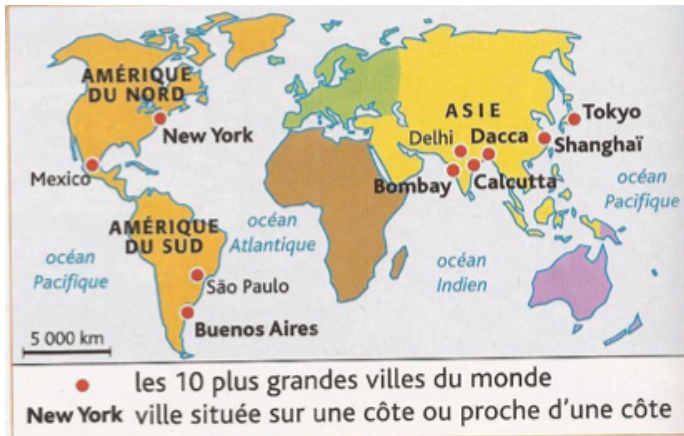 AMÉRIQUE
DU NORD
New York
Mexico
ASIE
Delhi
Dacca
Tokyo
Shanghaï
Bombay
Calcutta
océan
Pacifique
AMÉRIQUE
DU SUD
océan
Atlantique
océan
Pacifique
São Paulo
océan
Indien
Buenos Aires
5 000 km
les 10 plus grandes villes du monde
New York ville située sur une côte ou proche d'une côte